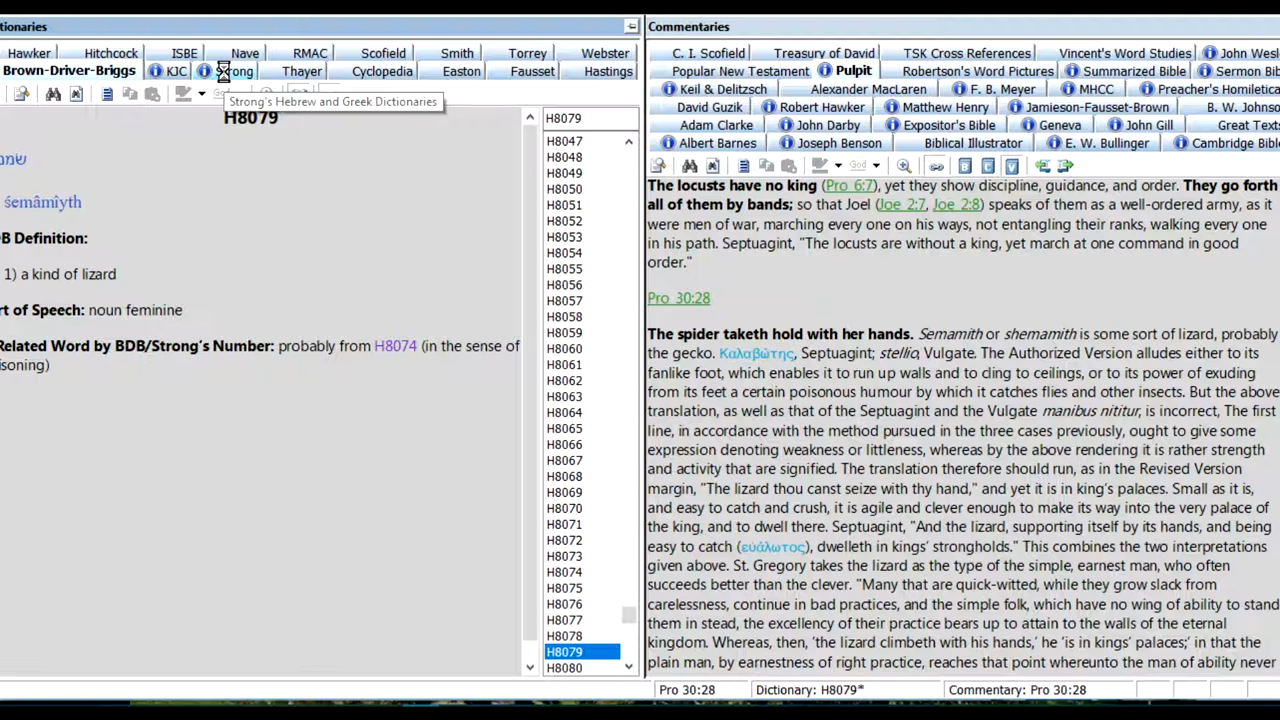 tionaries
Hawker Hitchcock ISBE Nave RMAC Scofield Smith Torrey Webster
Brown-Driver-Briggs KJC Strong Thayer Cyclopedia Easton Fausset Hastings
Strong's Hebrew and Greek Dictionaries
H8079
śemâmîyth
DB Definition:
1) a kind of lizard
rt of Speech: noun feminine
Related Word by BDB/Strong's Number: probably from H8074 (in the sense of
isoning)
H8079
H8047
H8048
H8049
H8050
H8051
H8052
H8053
H8054
H8055
H8056
H8057
H8058
H8059
H8060
H8061
H8062
H8063
H8064
H8065
H8066
H8067
H8068
H8069
H8070
H8071
H8072
H8073
H8074
H8075
H8076
H8077
H8078
H8079
H8080
Commentaries
C. I. Scofield Treasury of David TSK Cross References Vincent's Word Studies John Wesl
Popular New Testament Pulpit Robertson's Word Pictures Summarized Bible Sermon Bib
Keil & Delitzsch Alexander MacLaren F. B. Meyer MHCC Preacher's Homiletica
David Guzik Robert Hawker Matthew Henry Jamieson-Fausset-Brown B. W. Johnso
Adam Clarke John Darby Expositor's Bible Geneva John Gill Great Texts
Albert Barnes Joseph Benson Biblical Illustrator E. W. Bullinger Cambridge Bible
God
B C V
The locusts have no king (Pro_6:7), yet they show discipline, guidance, and order. They go forth
all of them by bands; so that Joel (Joe_2:7, Joe_2:8) speaks of them as a well-ordered army, as it
were men of war, marching every one on his ways, not entangling their ranks, walking every one
in his path. Septuagint, "The locusts are without a king, yet march at one command in good
order."
Pro_30:28
The spider taketh hold with her hands. Semamith or shemamith is some sort of lizard, probably
the gecko. Καλαβώτης, Septuagint; stellio, Vulgate. The Authorized Version alludes either to its
fanlike foot, which enables it to run up walls and to cling to ceilings, or to its power of exuding
from its feet a certain poisonous humour by which it catches flies and other insects. But the above
translation, as well as that of the Septuagint and the Vulgate manibus nititur, is incorrect, The first
line, in accordance with the method pursued in the three cases previously, ought to give some
expression denoting weakness or littleness, whereas by the above rendering it is rather strength
and activity that are signified. The translation therefore should run, as in the Revised Version
margin, "The lizard thou canst seize with thy hand," and yet it is in king's palaces. Small as it is,
and easy to catch and crush, it is agile and clever enough to make its way into the very palace of
the king, and to dwell there. Septuagint, "And the lizard, supporting itself by its hands, and being
easy to catch (εὐάλωτος), dwelleth in kings' strongholds." This combines the two interpretations
given above. St. Gregory takes the lizard as the type of the simple, earnest man, who often
succeeds better than the clever. "Many that are quick-witted, while they grow slack from
carelessness, continue in bad practices, and the simple folk, which have no wing of ability to stand
them in stead, the excellency of their practice bears up to attain to the walls of the eternal
kingdom. Whereas, then, 'the lizard climbeth with his hands,' he 'is in kings' palaces;' in that the
plain man, by earnestness of right practice, reaches that point whereunto the man of ability never
Pro 30:28 Dictionary: H8079* Commentary: Pro 30:28